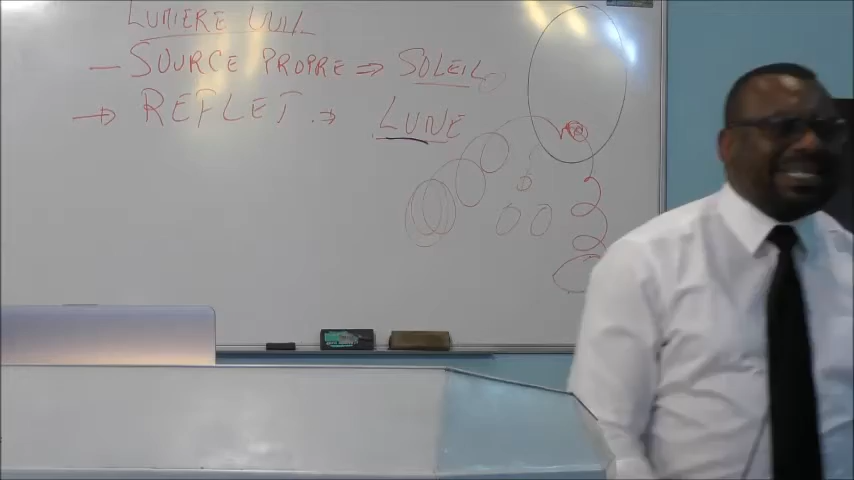 LUMIERE
— SOURCE PROPRE ⇒ SOLEIL
→ REFLET . ⇒ LUNE